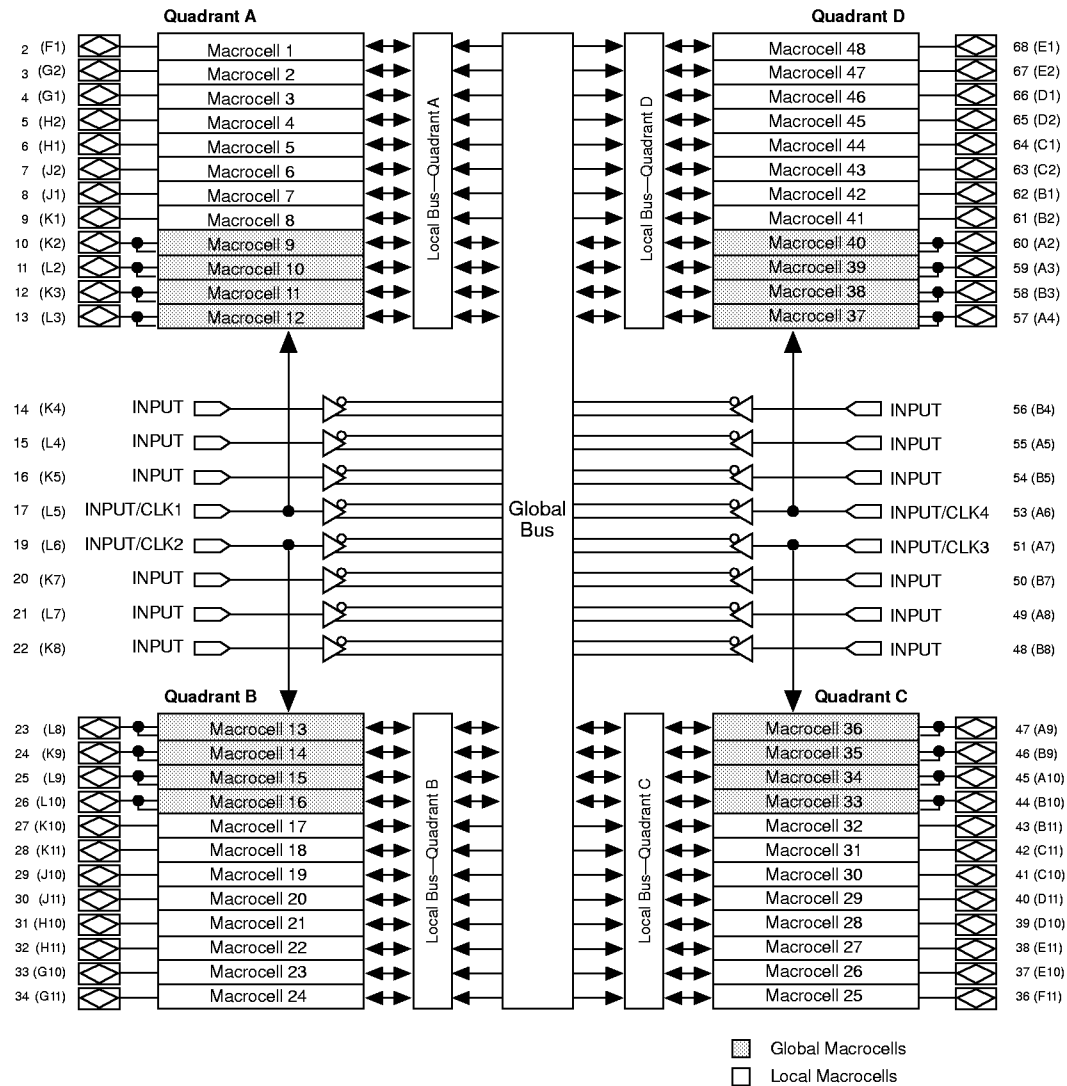 Quadrant A Quadrant D
2 (F1) Macrocell 1 Macrocell 48 68 (E1)
3 (G2) Macrocell 2 Macrocell 47 67 (E2)
4 (G1) Macrocell 3 Macrocell 46 66 (D1)
5 (H2) Macrocell 4 Macrocell 45 65 (D2)
6 (H1) Macrocell 5 Macrocell 44 64 (C1)
7 (J2) Macrocell 6 Macrocell 43 63 (C2)
8 (J1) Macrocell 7 Macrocell 42 62 (B1)
9 (K1) Macrocell 8 Macrocell 41 61 (B2)
10 (K2) Macrocell 9 Macrocell 40 60 (A2)
11 (L2) Macrocell 10 Macrocell 39 59 (A3)
12 (K3) Macrocell 11 Macrocell 38 58 (B3)
13 (L3) Macrocell 12 Macrocell 37 57 (A4)
Local Bus—Quadrant A
Local Bus—Quadrant D
14 (K4) INPUT INPUT 56 (B4)
15 (L4) INPUT INPUT 55 (A5)
16 (K5) INPUT INPUT 54 (B5)
17 (L5) INPUT/CLK1 INPUT/CLK4 53 (A6)
Global
Bus
19 (L6) INPUT/CLK2 INPUT/CLK3 51 (A7)
20 (K7) INPUT INPUT 50 (B7)
21 (L7) INPUT INPUT 49 (A8)
22 (K8) INPUT INPUT 48 (B8)
Quadrant B Quadrant C
23 (L8) Macrocell 13 Macrocell 36 47 (A9)
24 (K9) Macrocell 14 Macrocell 35 46 (B9)
25 (L9) Macrocell 15 Macrocell 34 45 (A10)
26 (L10) Macrocell 16 Macrocell 33 44 (B10)
27 (K10) Macrocell 17 Macrocell 32 43 (B11)
28 (K11) Macrocell 18 Macrocell 31 42 (C11)
29 (J10) Macrocell 19 Macrocell 30 41 (C10)
30 (J11) Macrocell 20 Macrocell 29 40 (D11)
31 (H10) Macrocell 21 Macrocell 28 39 (D10)
32 (H11) Macrocell 22 Macrocell 27 38 (E11)
33 (G10) Macrocell 23 Macrocell 26 37 (E10)
34 (G11) Macrocell 24 Macrocell 25 36 (F11)
Local Bus—Quadrant B
Local Bus—Quadrant C
Global Macrocells
Local Macrocells